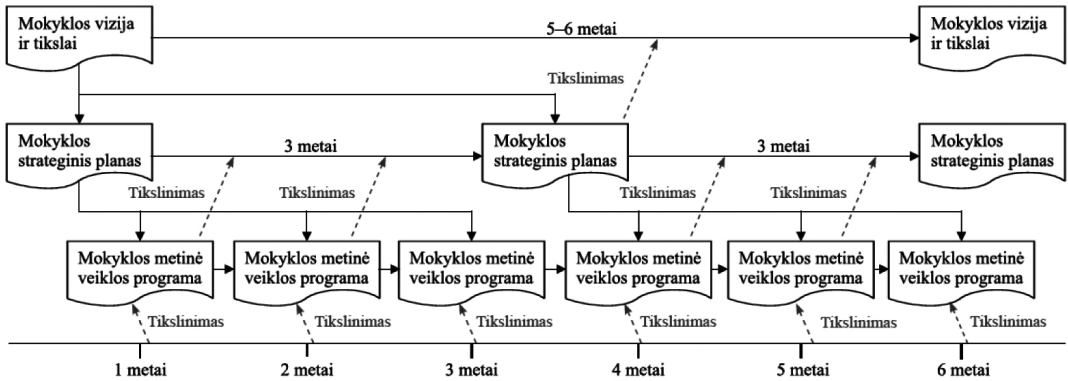 Mokyklos vizija
ir tikslai
5–6 metai
Mokyklos vizija
ir tikslai
Tikslinimas
Mokyklos
strateginis planas
3 metai
Mokyklos
strateginis planas
3 metai
Mokyklos
strateginis planas
Tikslinimas
Tikslinimas
Tikslinimas
Tikslinimas
Mokyklos metinė
veiklos programa
Mokyklos metinė
veiklos programa
Mokyklos metinė
veiklos programa
Mokyklos metinė
veiklos programa
Mokyklos metinė
veiklos programa
Mokyklos metinė
veiklos programa
Tikslinimas
Tikslinimas
Tikslinimas
Tikslinimas
Tikslinimas
Tikslinimas
1 metai
2 metai
3 metai
4 metai
5 metai
6 metai